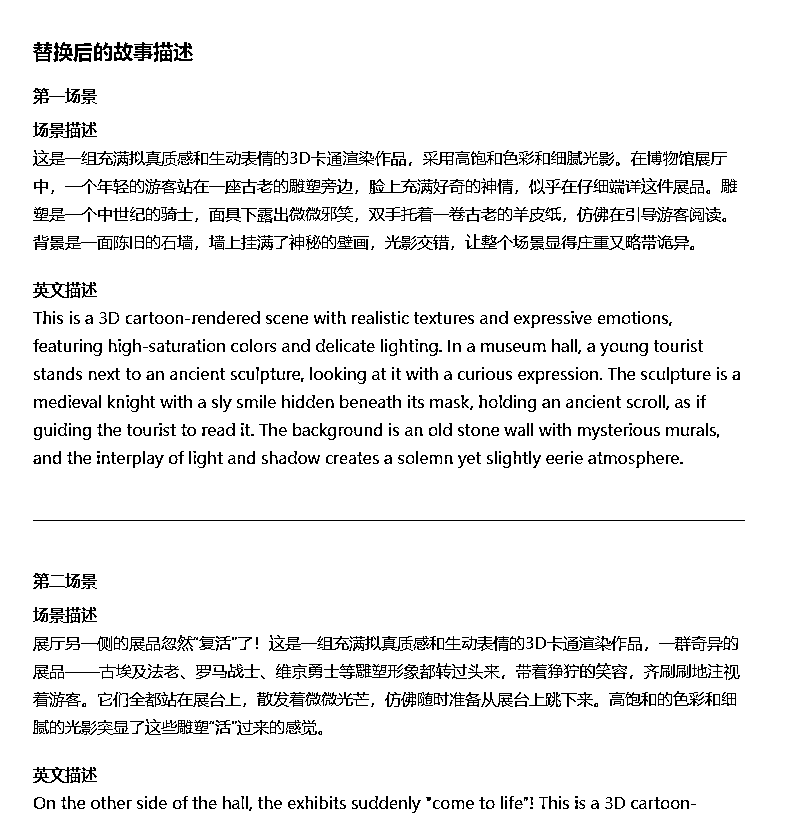 替换后的故事描述
第一场景
场景描述
这是一组充满拟真质感和生动表情的3D卡通渲染作品，采用高饱和色彩和细腻光影。在博物馆展厅
中，一个年轻的游客站在一座古老的雕塑旁边，脸上充满好奇的神情，似乎在仔细端详这件展品。雕
塑是一个中世纪的骑士，面具下露出微微邪笑，双手托着一卷古老的羊皮纸，仿佛在引导游客阅读。
背景是一面陈旧的石墙，墙上挂满了神秘的壁画，光影交错，让整个场景显得庄重又略带诡异。
英文描述
This is a 3D cartoon-rendered scene with realistic textures and expressive emotions,
featuring high-saturation colors and delicate lighting. In a museum hall, a young tourist
stands next to an ancient sculpture, looking at it with a curious expression. The sculpture is a
medieval knight with a sly smile hidden beneath its mask, holding an ancient scroll, as if
guiding the tourist to read it. The background is an old stone wall with mysterious murals,
and the interplay of light and shadow creates a solemn yet slightly eerie atmosphere.
第二场景
场景描述
展厅另一侧的展品忽然“复活”了！这是一组充满拟真质感和生动表情的3D卡通渲染作品，一群奇异的
展品——古埃及法老、罗马战士、维京勇士等雕塑形象都转过头来，带着狰狞的笑容，齐刷刷地注视
着游客。它们全都站在展台上，散发着微微光芒，仿佛随时准备从展台上跳下来。高饱和的色彩和细
腻的光影突显了这些雕塑“活”过来的感觉。
英文描述
On the other side of the hall, the exhibits suddenly "come to life"! This is a 3D cartoon-